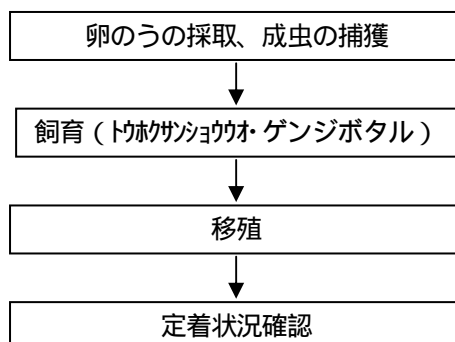 卵のうの採取、成虫の捕獲
飼育（ﾄｳﾎｸｻﾝｼｮｳｳｵ・ゲンジボタル）
移殖
定着状況確認